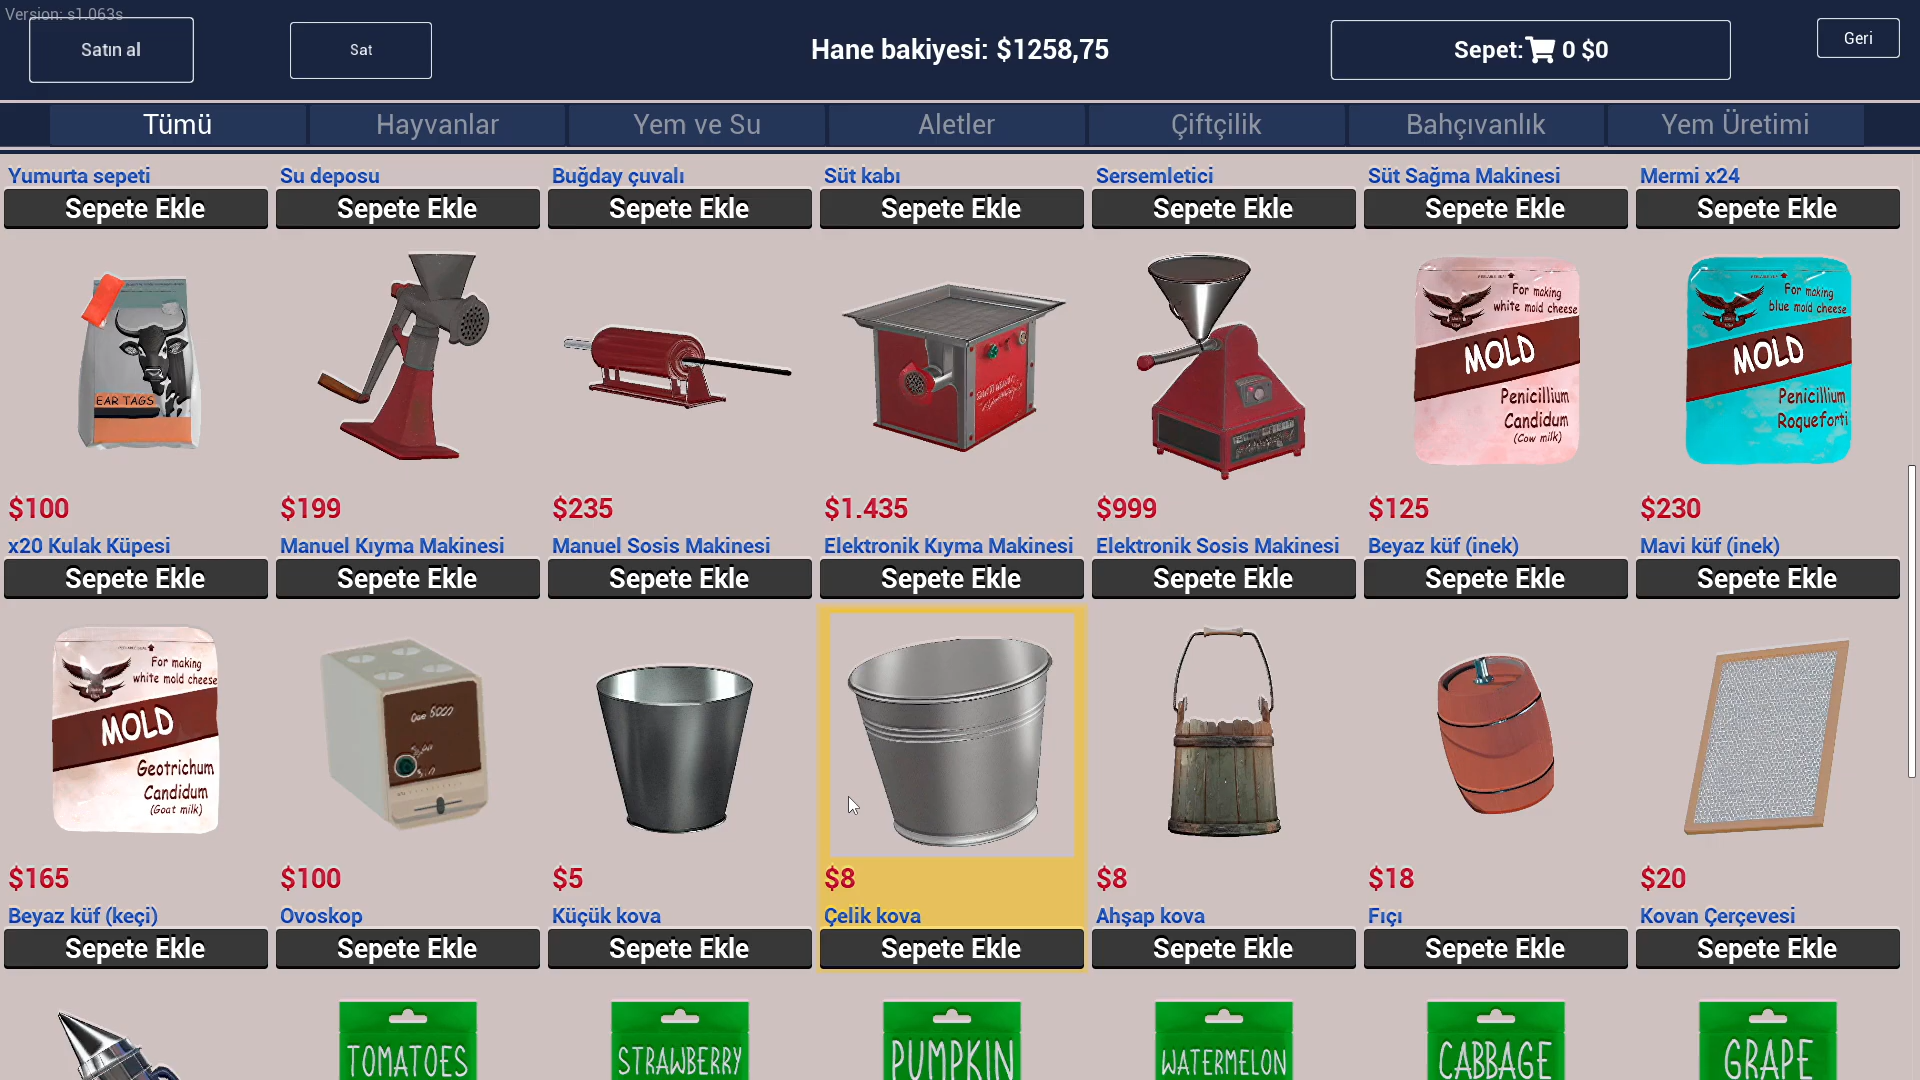 Version: s1.063s
Satın al
Sat
Hane bakiyesi: $1258,75
Sepet: 0 $0
Geri
Tümü
Hayvanlar
Yem ve Su
Aletler
Çiftçilik
Bahçıvanlık
Yem Üretimi
Yumurta sepeti
Su deposu
Buğday çuvalı
Süt kabı
Sersemletici
Süt Sağma Makinesi
Mermi x24
Sepete Ekle
Sepete Ekle
Sepete Ekle
Sepete Ekle
Sepete Ekle
Sepete Ekle
Sepete Ekle
EAR TAGS
For making
white mold cheese
MOLD
Penicillium
Candidum
(Cow milk)
For making
blue mold cheese
MOLD
Penicillium
Roqueforti
$100
$199
$235
$1.435
$999
$125
$230
x20 Kulak Küpesi
Manuel Kıyma Makinesi
Manuel Sosis Makinesi
Elektronik Kıyma Makinesi
Elektronik Sosis Makinesi
Beyaz küf (inek)
Mavi küf (inek)
Sepete Ekle
Sepete Ekle
Sepete Ekle
Sepete Ekle
Sepete Ekle
Sepete Ekle
Sepete Ekle
For making
white mold cheese
MOLD
Geotrichum
Candidum
(Goat milk)
$165
$100
$5
$8
$8
$18
$20
Beyaz küf (keçi)
Ovoskop
Küçük kova
Çelik kova
Ahşap kova
Fıçı
Kovan Çerçevesi
Sepete Ekle
Sepete Ekle
Sepete Ekle
Sepete Ekle
Sepete Ekle
Sepete Ekle
Sepete Ekle
TOMATOES
STRAWBERRY
PUMPKIN
WATERMELON
CABBAGE
GRAPE